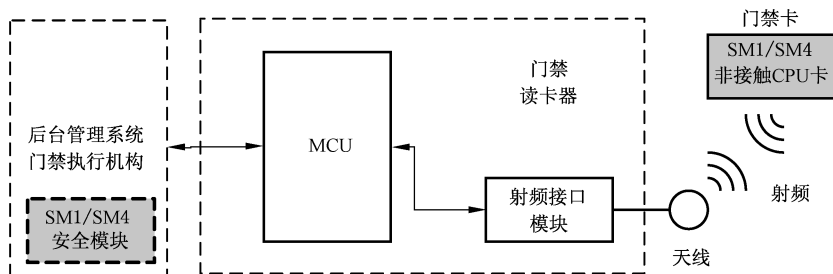 后台管理系统
门禁执行机构
SM1/SM4
安全模块
MCU
门禁
读卡器
射频接口
模块
天线
射频
门禁卡
SM1/SM4
非接触CPU卡